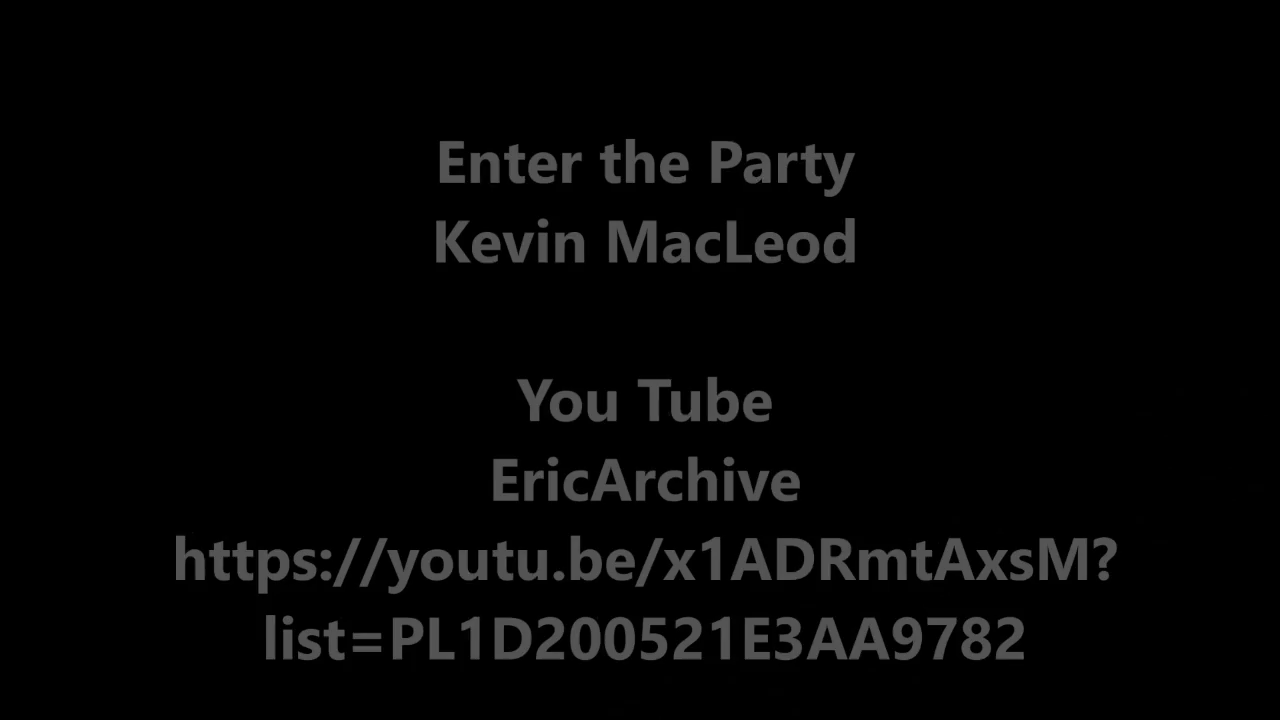 Enter the Party
Kevin MacLeod
You Tube
EricArchive
https://youtu.be/x1ADRmtAxsM?
list=PL1D200521E3AA9782